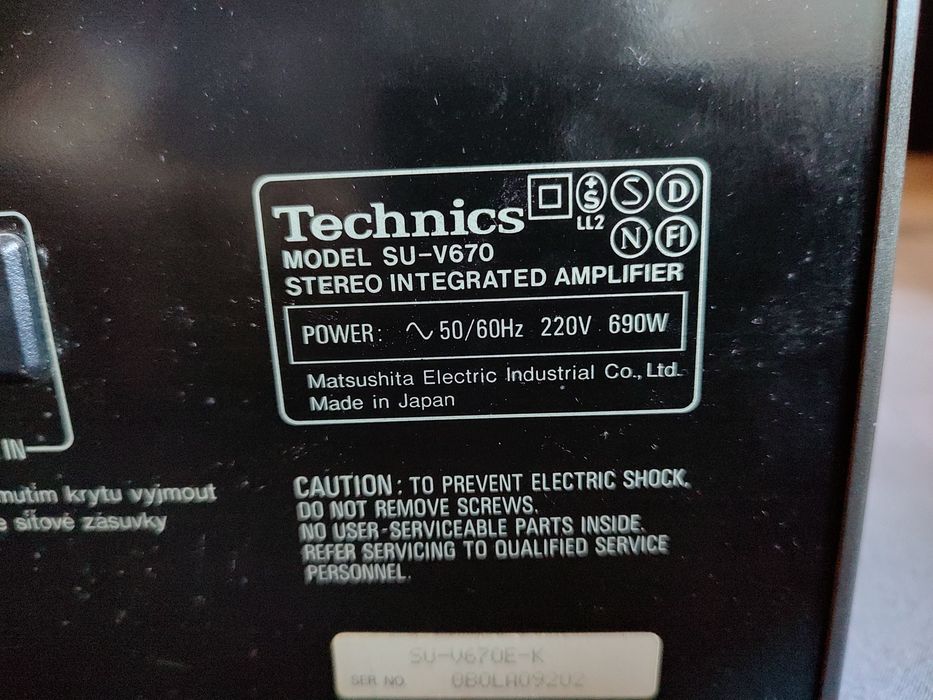 Technics
S
LL2
S
D
N
FI
MODEL SU-V670
STEREO INTEGRATED AMPLIFIER
POWER: ∿ 50/60Hz 220V 690W
Matsushita Electric Industrial Co., Ltd.
Made in Japan
IN
mutím krytu vyjmout
e síťové zásuvky
CAUTION: TO PREVENT ELECTRIC SHOCK,
DO NOT REMOVE SCREWS.
NO USER-SERVICEABLE PARTS INSIDE.
REFER SERVICING TO QUALIFIED SERVICE
PERSONNEL.
SU-V670E-K
SER NO.